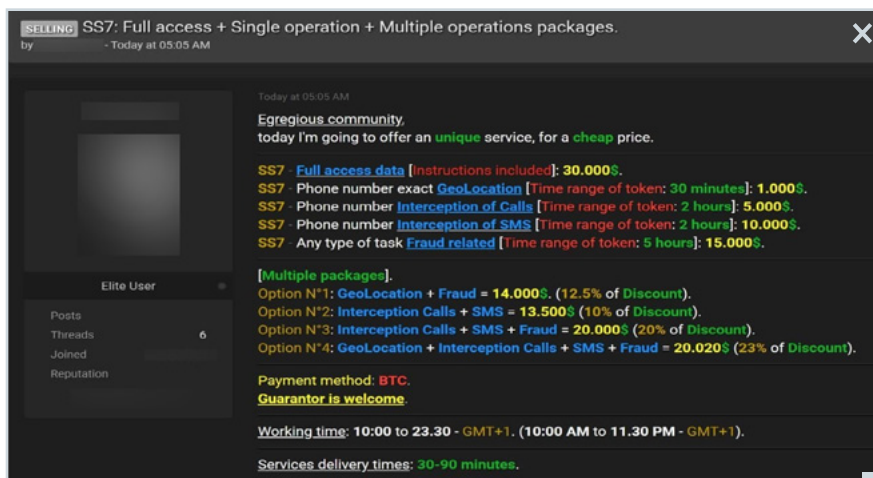 SELLING SS7: Full access + Single operation + Multiple operations packages.
by - Today at 05:05 AM
Today at 05:05 AM
Egregious community,
today I'm going to offer an unique service, for a cheap price.
SS7 - Full access data [Instructions included]: 30.000$.
SS7 - Phone number exact GeoLocation [Time range of token: 30 minutes]: 1.000$.
SS7 - Phone number Interception of Calls [Time range of token: 2 hours]: 5.000$.
SS7 - Phone number Interception of SMS [Time range of token: 2 hours]: 10.000$.
SS7 - Any type of task Fraud related [Time range of token: 5 hours]: 15.000$.
[Multiple packages].
Option N°1: GeoLocation + Fraud = 14.000$. (12.5% of Discount).
Option N°2: Interception Calls + SMS = 13.500$ (10% of Discount).
Option N°3: Interception Calls + SMS + Fraud = 20.000$ (20% of Discount).
Option N°4: GeoLocation + Interception Calls + SMS + Fraud = 20.020$ (23% of Discount).
Payment method: BTC.
Guarantor is welcome.
Working time: 10:00 to 23.30 - GMT+1. (10:00 AM to 11.30 PM - GMT+1).
Services delivery times: 30-90 minutes.
Elite User
Posts
Threads 6
Joined
Reputation